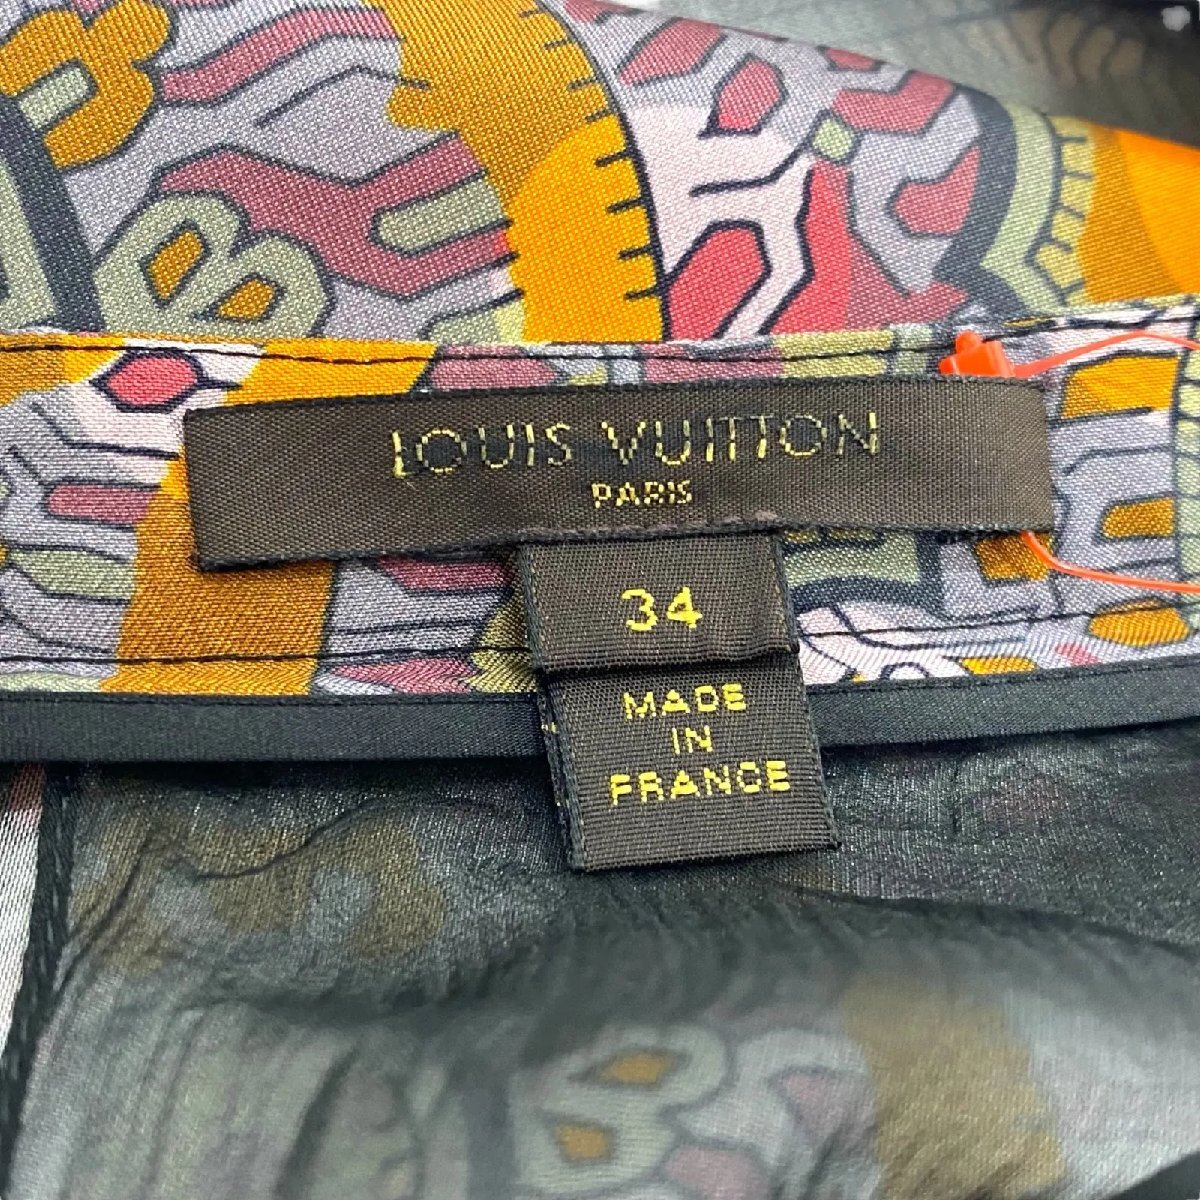 LOUIS VUITTON
PARIS
34
MADE
IN
FRANCE